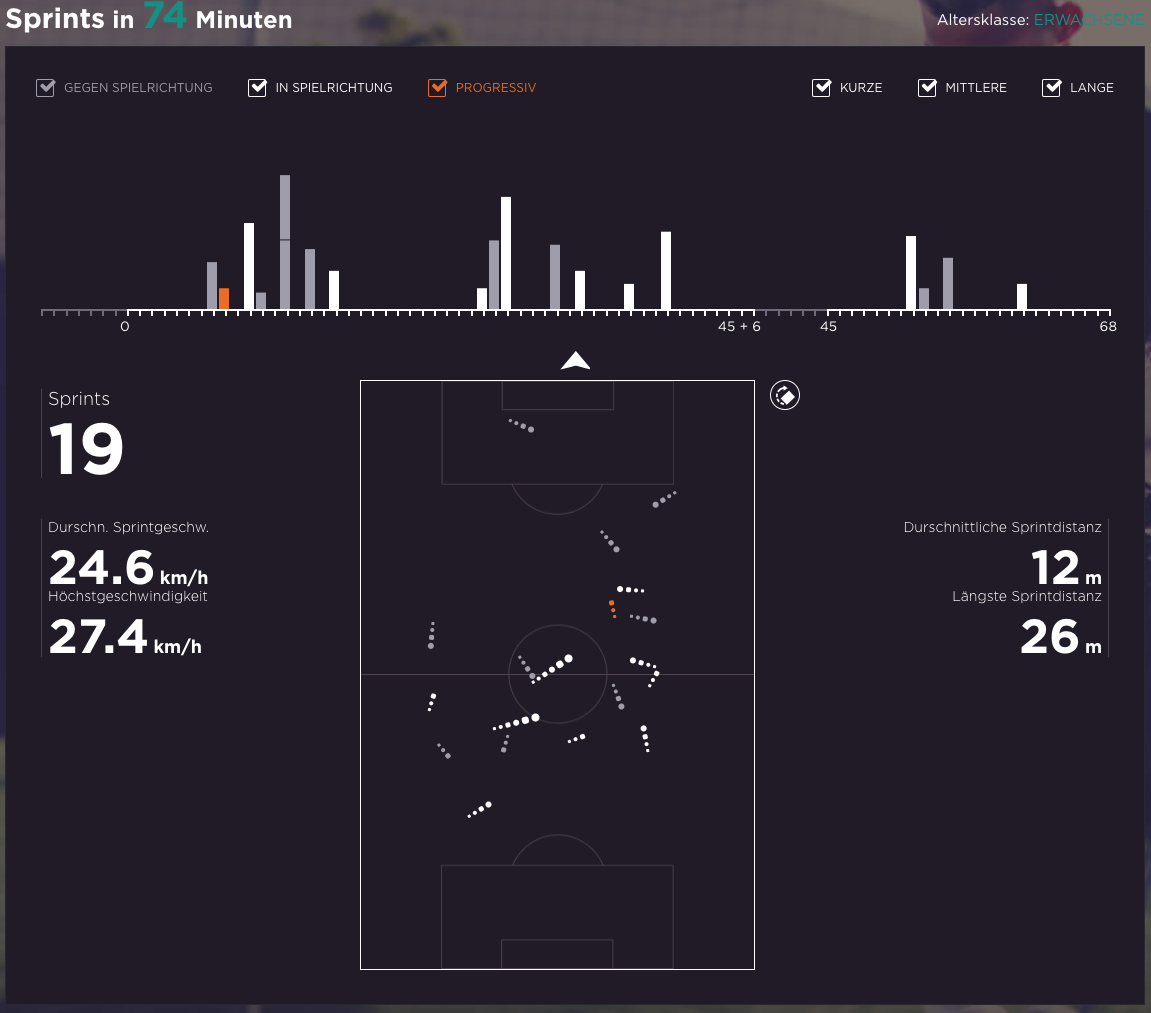 Sprints in 74 Minuten
Altersklasse: ERWACHSENE
GEGEN SPIELRICHTUNG
IN SPIELRICHTUNG
PROGRESSIV
KURZE
MITTLERE
LANGE
0
45 + 6
45
68
Sprints
19
Durschn. Sprintgeschw.
24.6 km/h
Höchstgeschwindigkeit
27.4 km/h
Durschnittliche Sprintdistanz
12 m
Längste Sprintdistanz
26 m